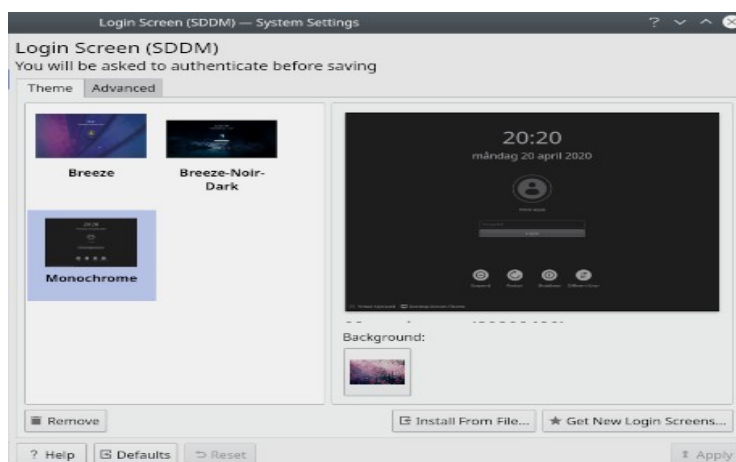 Login Screen (SDDM) — System Settings
Login Screen (SDDM)
You will be asked to authenticate before saving
Theme
Advanced
Breeze
Breeze-Noir-
Dark
Monochrome
20:20
måndag 20 april 2020
Background:
Remove
Install From File...
Get New Login Screens...
? Help
Defaults
Reset
Apply